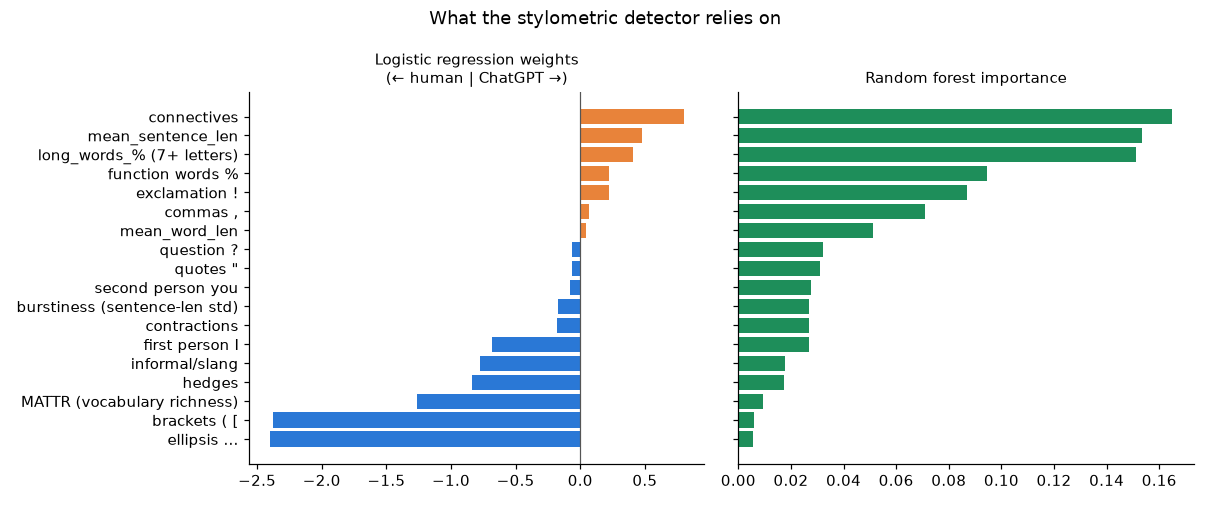 What the stylometric detector relies on
Logistic regression weights
(← human | ChatGPT →)
Random forest importance
connectives
mean_sentence_len
long_words_% (7+ letters)
function words %
exclamation !
commas ,
mean_word_len
question ?
quotes "
second person you
burstiness (sentence-len std)
contractions
first person I
informal/slang
hedges
MATTR (vocabulary richness)
brackets ( [
ellipsis …
−2.5 −2.0 −1.5 −1.0 −0.5 0.0 0.5
0.00 0.02 0.04 0.06 0.08 0.10 0.12 0.14 0.16